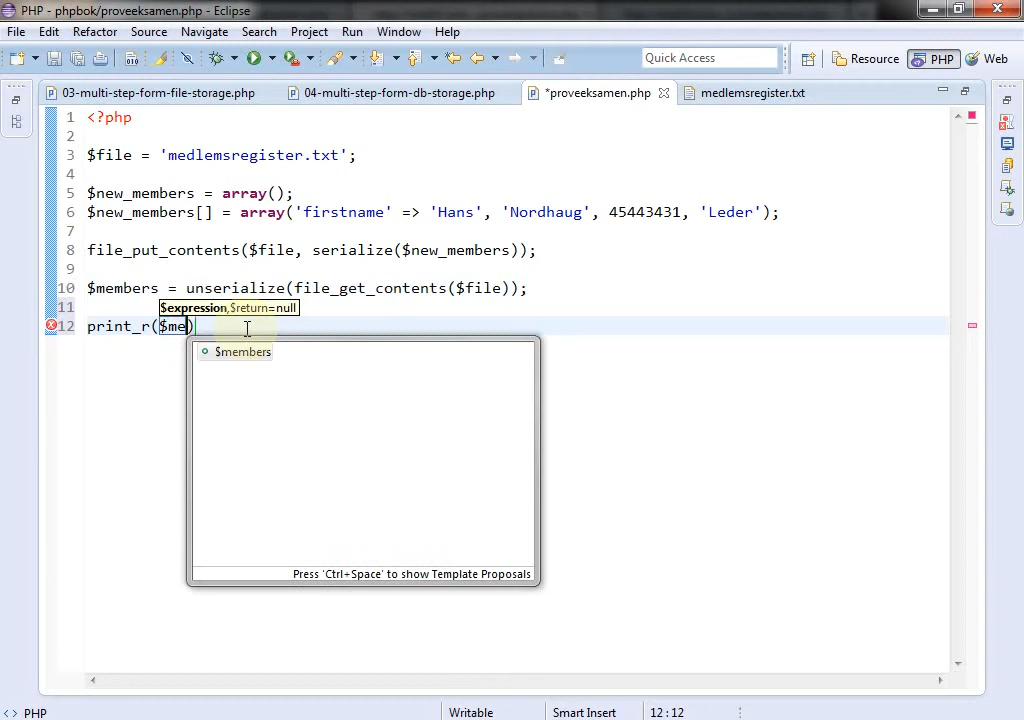 PHP - phpbok/proveeksamen.php - Eclipse
File Edit Refactor Source Navigate Search Project Run Window Help
010 Quick Access Resource PHP Web
03-multi-step-form-file-storage.php 04-multi-step-form-db-storage.php *proveeksamen.php medlemsregister.txt
1 <?php
2
3 $file = 'medlemsregister.txt';
4
5 $new_members = array();
6 $new_members[] = array('firstname' => 'Hans', 'Nordhaug', 45443431, 'Leder');
7
8 file_put_contents($file, serialize($new_members));
9
10 $members = unserialize(file_get_contents($file));
11 $expression,$return=null
12 print_r($me)
$members
Press 'Ctrl+Space' to show Template Proposals
<> PHP Writable Smart Insert 12:12